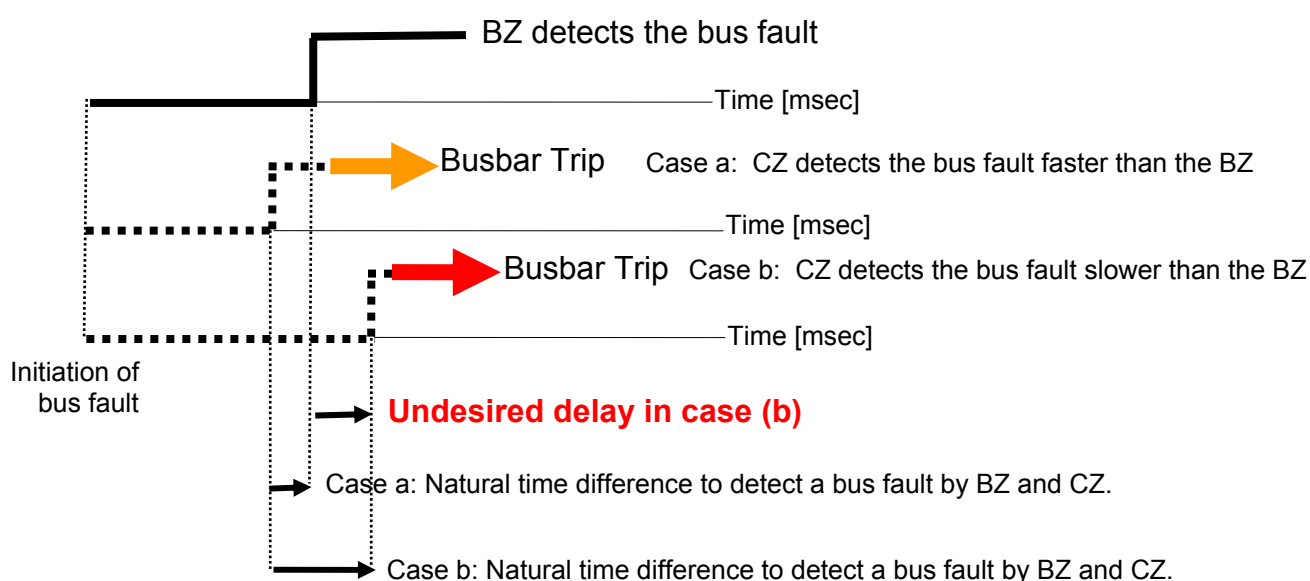 BZ detects the bus fault
Time [msec]
Busbar Trip Case a: CZ detects the bus fault faster than the BZ
Time [msec]
Busbar Trip Case b: CZ detects the bus fault slower than the BZ
Time [msec]
Initiation of
bus fault
Undesired delay in case (b)
Case a: Natural time difference to detect a bus fault by BZ and CZ.
Case b: Natural time difference to detect a bus fault by BZ and CZ.